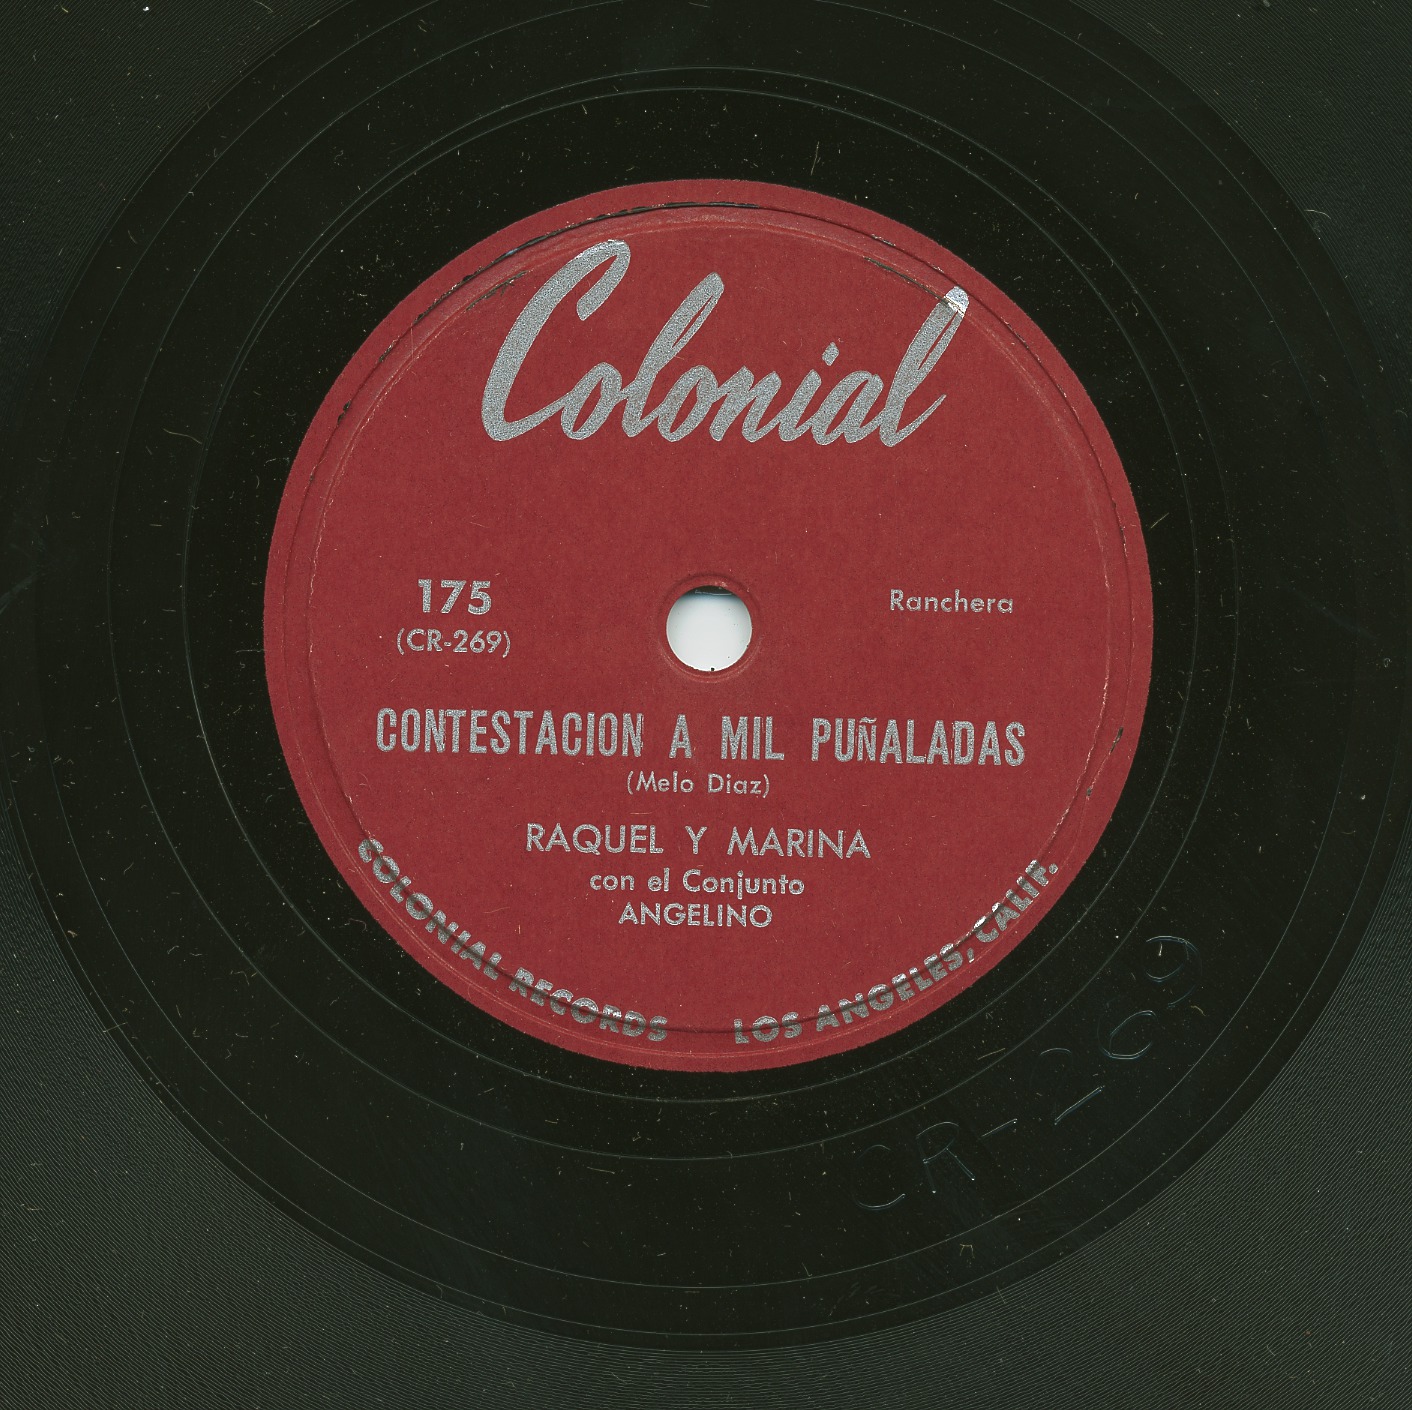 Colonial
175
Ranchera
(CR-269)
CONTESTACION A MIL PUÑALADAS
(Melo Diaz)
RAQUEL Y MARINA
con el Conjunto
ANGELINO
COLONIAL RECORDS LOS ANGELES, CALIF.
CR-269